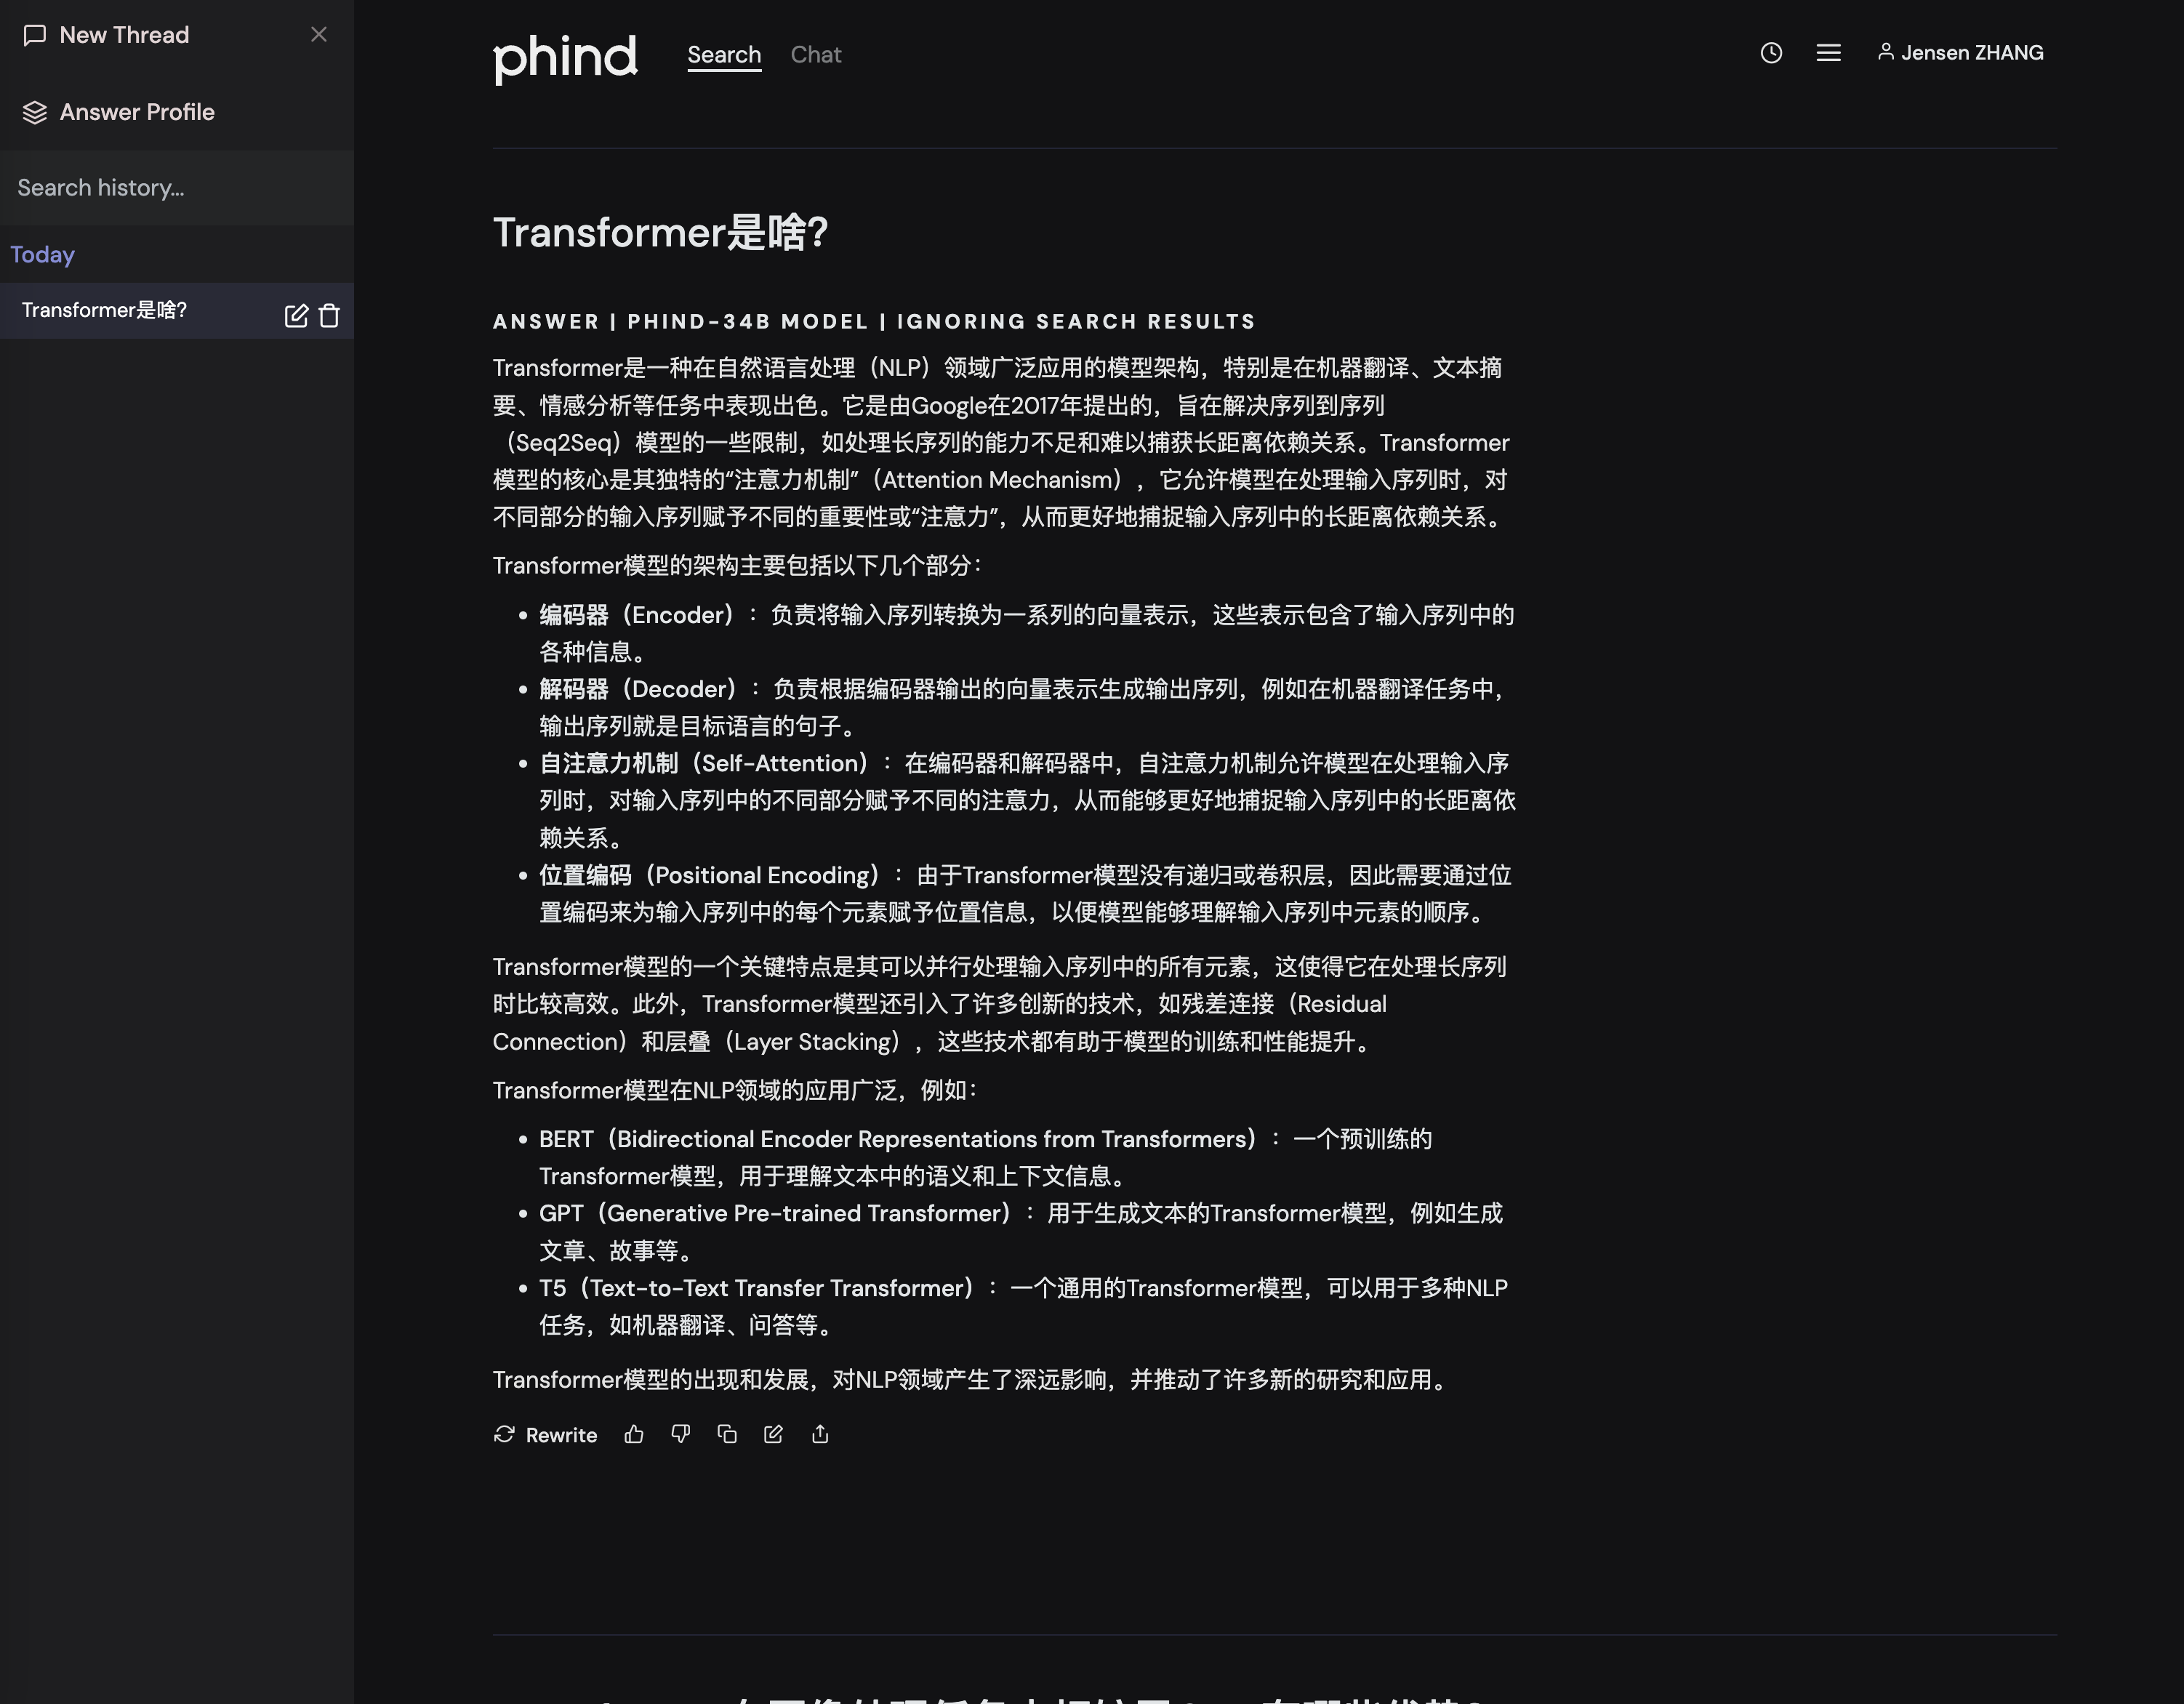 New Thread
Answer Profile
Search history...
Today
Transformer是啥?
phind
Search
Chat
Jensen ZHANG
Transformer是啥?
ANSWER | PHIND-34B MODEL | IGNORING SEARCH RESULTS
Transformer是一种在自然语言处理（NLP）领域广泛应用的模型架构，特别是在机器翻译、文本摘
要、情感分析等任务中表现出色。它是由Google在2017年提出的，旨在解决序列到序列
（Seq2Seq）模型的一些限制，如处理长序列的能力不足和难以捕获长距离依赖关系。Transformer
模型的核心是其独特的“注意力机制”（Attention Mechanism），它允许模型在处理输入序列时，对
不同部分的输入序列赋予不同的重要性或“注意力”，从而更好地捕捉输入序列中的长距离依赖关系。
Transformer模型的架构主要包括以下几个部分：
• 编码器（Encoder）：负责将输入序列转换为一系列的向量表示，这些表示包含了输入序列中的
各种信息。
• 解码器（Decoder）：负责根据编码器输出的向量表示生成输出序列，例如在机器翻译任务中，
输出序列就是目标语言的句子。
• 自注意力机制（Self-Attention）：在编码器和解码器中，自注意力机制允许模型在处理输入序
列时，对输入序列中的不同部分赋予不同的注意力，从而能够更好地捕捉输入序列中的长距离依
赖关系。
• 位置编码（Positional Encoding）：由于Transformer模型没有递归或卷积层，因此需要通过位
置编码来为输入序列中的每个元素赋予位置信息，以便模型能够理解输入序列中元素的顺序。
Transformer模型的一个关键特点是其可以并行处理输入序列中的所有元素，这使得它在处理长序列
时比较高效。此外，Transformer模型还引入了许多创新的技术，如残差连接（Residual
Connection）和层叠（Layer Stacking），这些技术都有助于模型的训练和性能提升。
Transformer模型在NLP领域的应用广泛，例如：
• BERT（Bidirectional Encoder Representations from Transformers）：一个预训练的
Transformer模型，用于理解文本中的语义和上下文信息。
• GPT（Generative Pre-trained Transformer）：用于生成文本的Transformer模型，例如生成
文章、故事等。
• T5（Text-to-Text Transfer Transformer）：一个通用的Transformer模型，可以用于多种NLP
任务，如机器翻译、问答等。
Transformer模型的出现和发展，对NLP领域产生了深远影响，并推动了许多新的研究和应用。
Rewrite